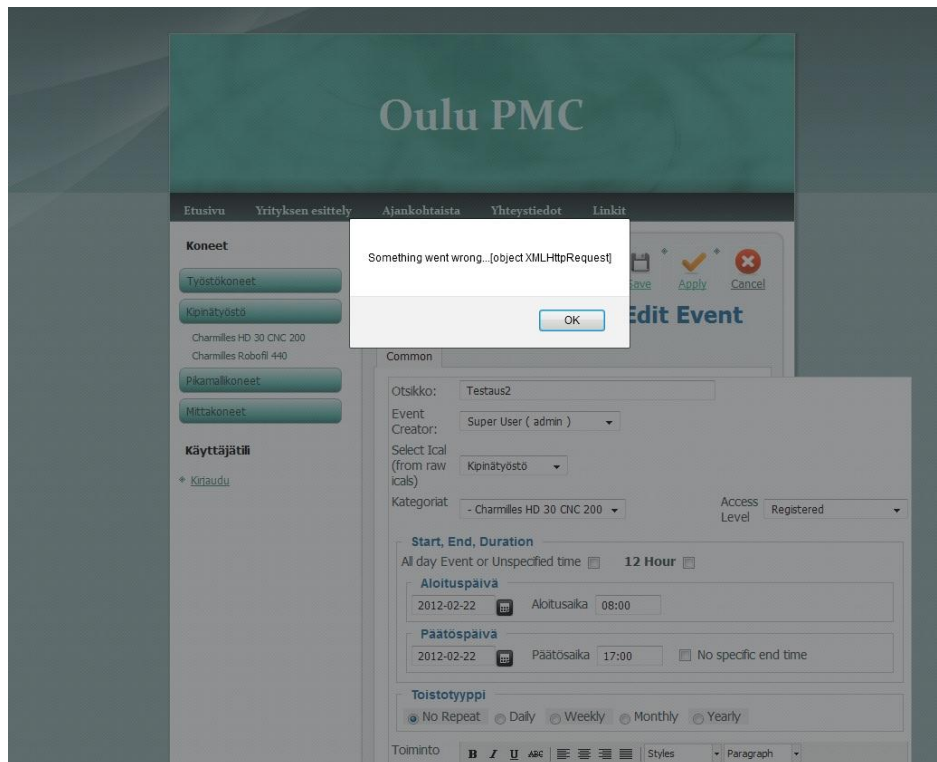 Oulu PMC
Etusivu Yrityksen esittely Ajankohtaista Yhteystiedot Linkit
Something went wrong...[object XMLHttpRequest]
OK
Koneet
Työstökoneet
Kipinätyöstö
Charmilles HD 30 CNC 200
Charmilles Robofil 440
Pikamallikoneet
Mittakoneet
Käyttäjätili
Kirjaudu
Save Apply Cancel
Edit Event
Common
Otsikko: Testaus2
Event
Creator: Super User ( admin )
Select Ical
(from raw
icals) Kipinätyöstö
Kategoriat - Charmilles HD 30 CNC 200 Access
Level Registered
Start, End, Duration
All day Event or Unspecified time 12 Hour
Aloituspäivä
2012-02-22 Aloitusaika 08:00
Päätöspäivä
2012-02-22 Päätösaika 17:00 No specific end time
Toistotyyppi
No Repeat Daily Weekly Monthly Yearly
Toiminto B I U ABC Styles Paragraph